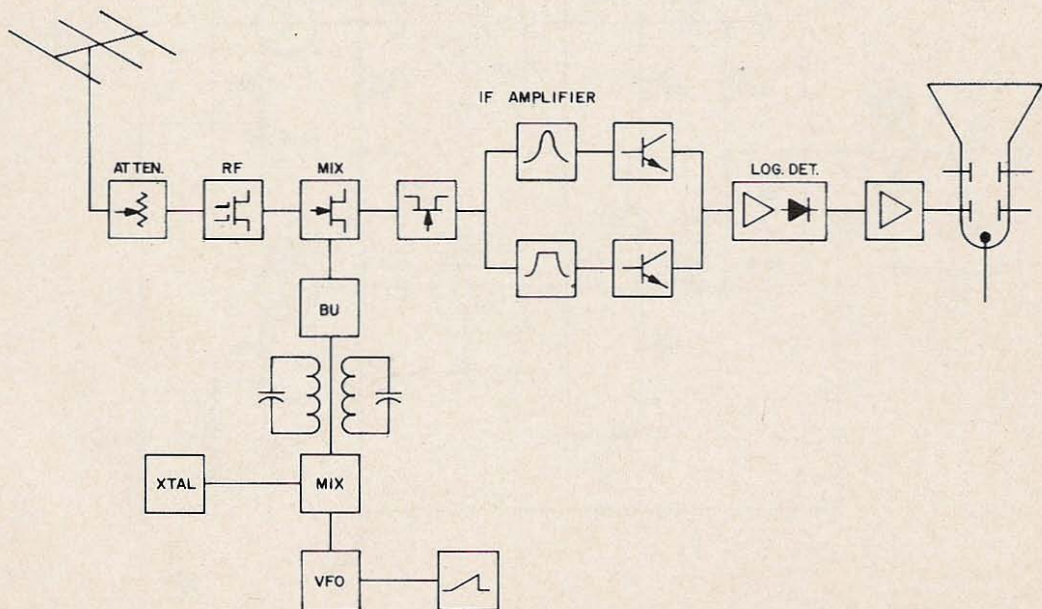 IF AMPLIFIER
ATTEN.
RF
MIX
LOG. DET.
BU
XTAL
MIX
VFO